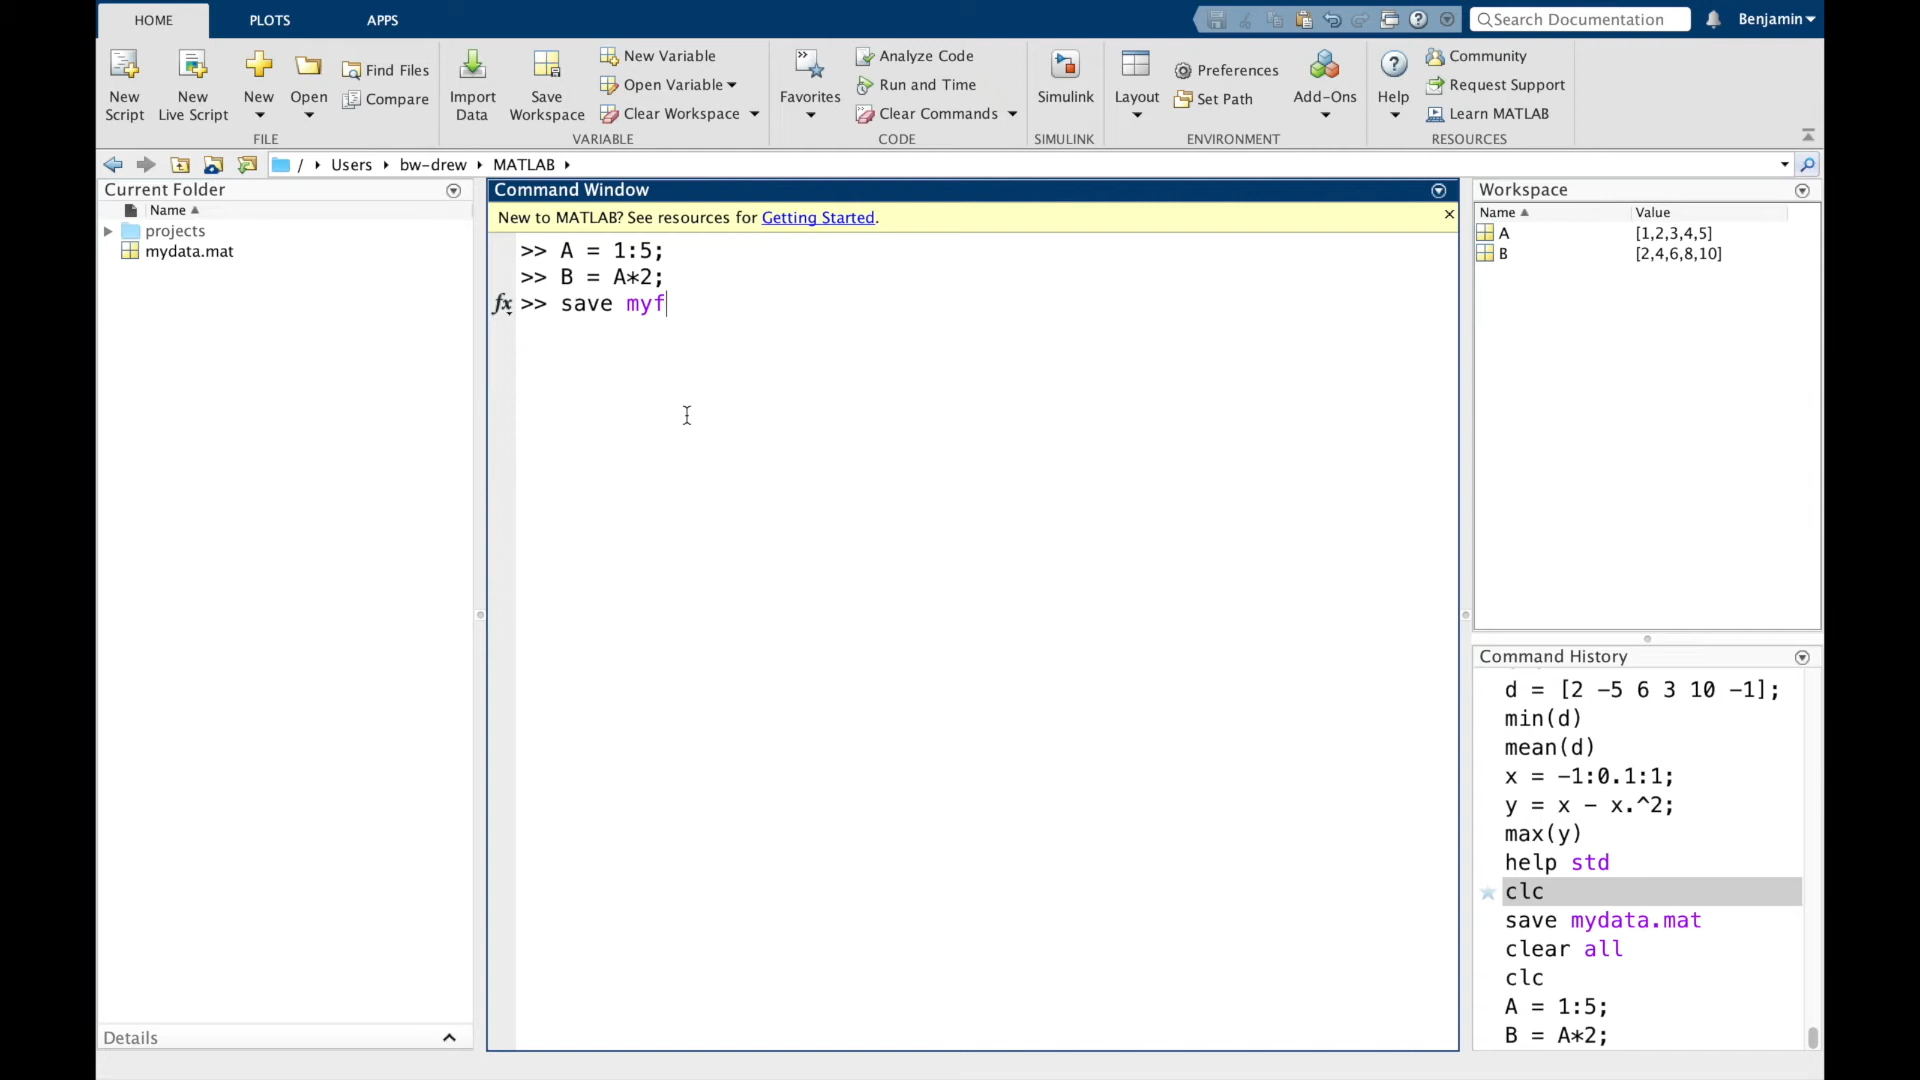 HOME PLOTS APPS
Search Documentation
Benjamin
New Script
New Live Script
New
Open
Find Files
Compare
FILE
Import Data
Save Workspace
New Variable
Open Variable
Clear Workspace
VARIABLE
Favorites
Analyze Code
Run and Time
Clear Commands
CODE
Simulink
SIMULINK
Layout
Preferences
Set Path
Add-Ons
ENVIRONMENT
Help
Community
Request Support
Learn MATLAB
RESOURCES
/ Users bw-drew MATLAB
Current Folder
Name
projects
mydata.mat
Details
Command Window
New to MATLAB? See resources for Getting Started.
>> A = 1:5;
>> B = A*2;
fx >> save myf
Workspace
Name Value
A [1,2,3,4,5]
B [2,4,6,8,10]
Command History
d = [2 -5 6 3 10 -1];
min(d)
mean(d)
x = -1:0.1:1;
y = x - x.^2;
max(y)
help std
clc
save mydata.mat
clear all
clc
A = 1:5;
B = A*2;